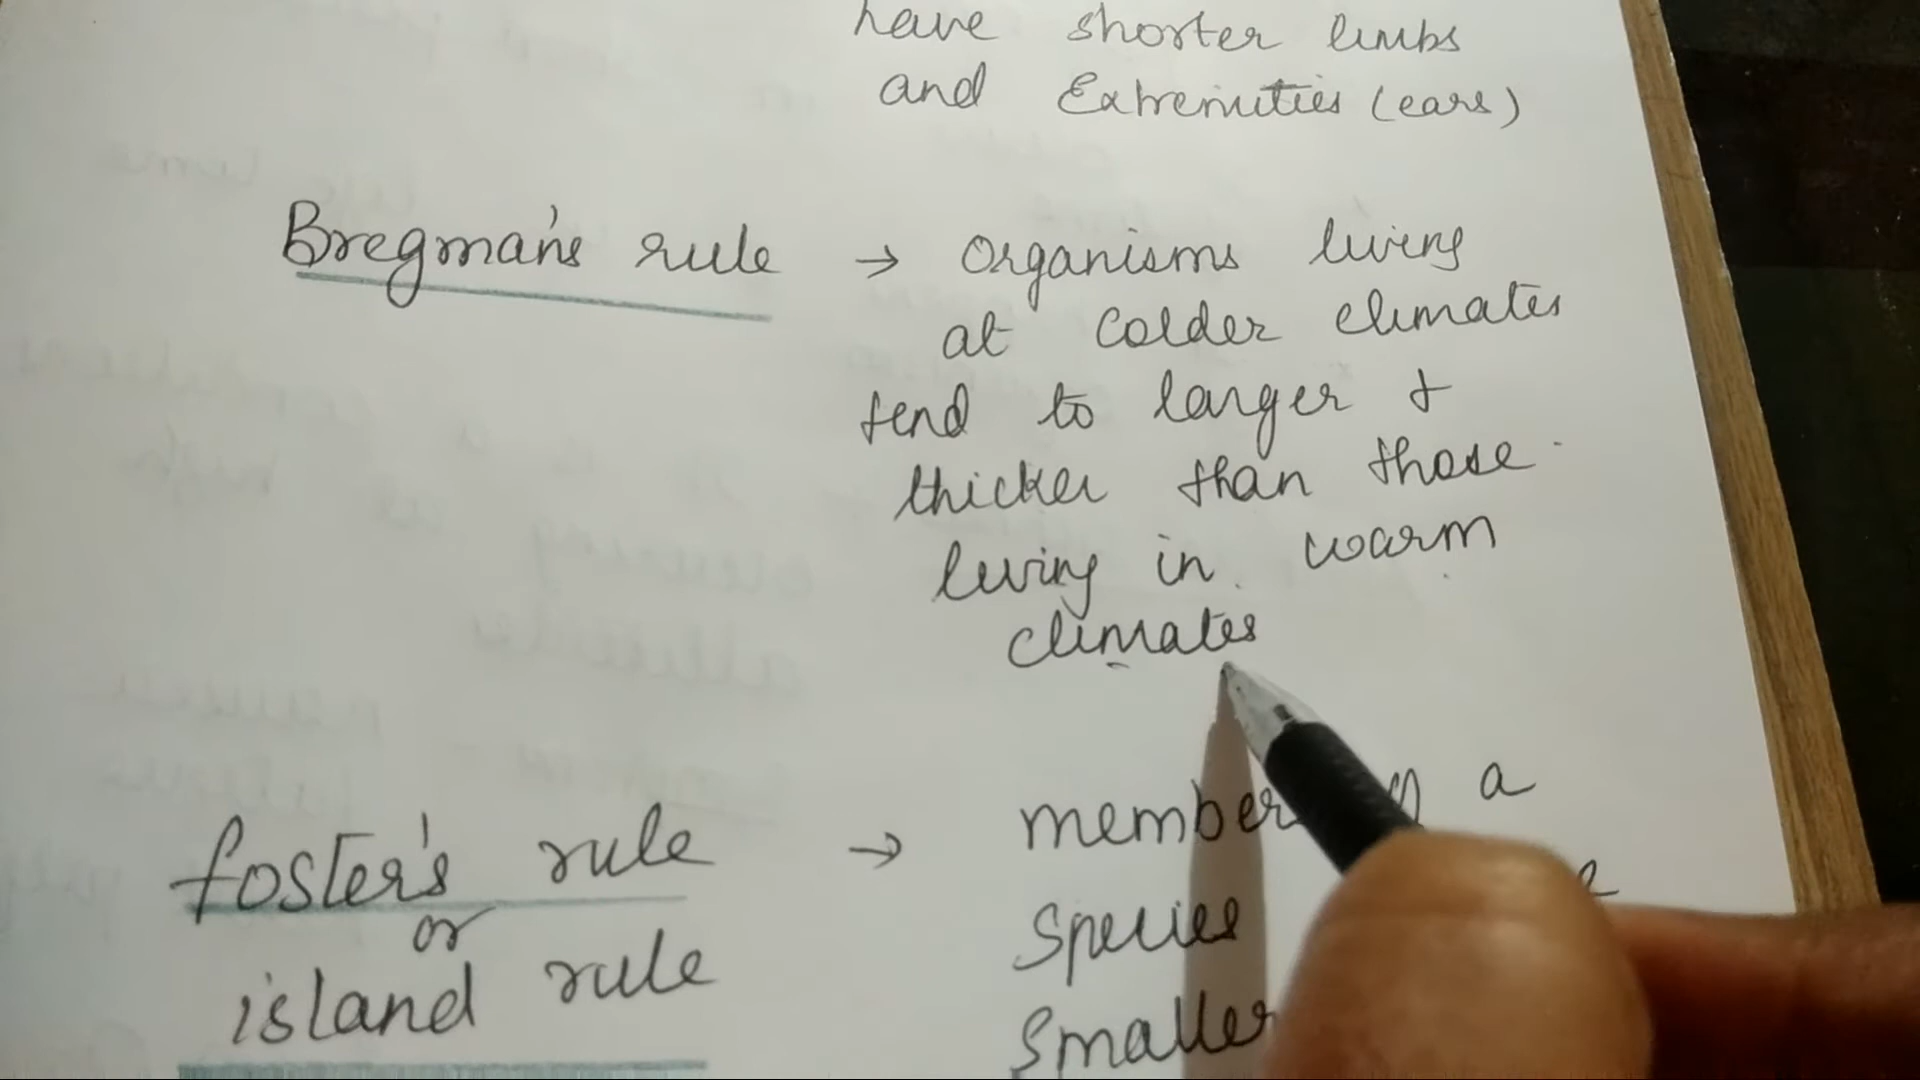 have shorter limbs
and Extremities (ears)
Bregman's rule → organisms living
at colder climates
tend to larger +
thicker than those
living in warm
climates
foster's rule → member a
or
species
island rule
smaller